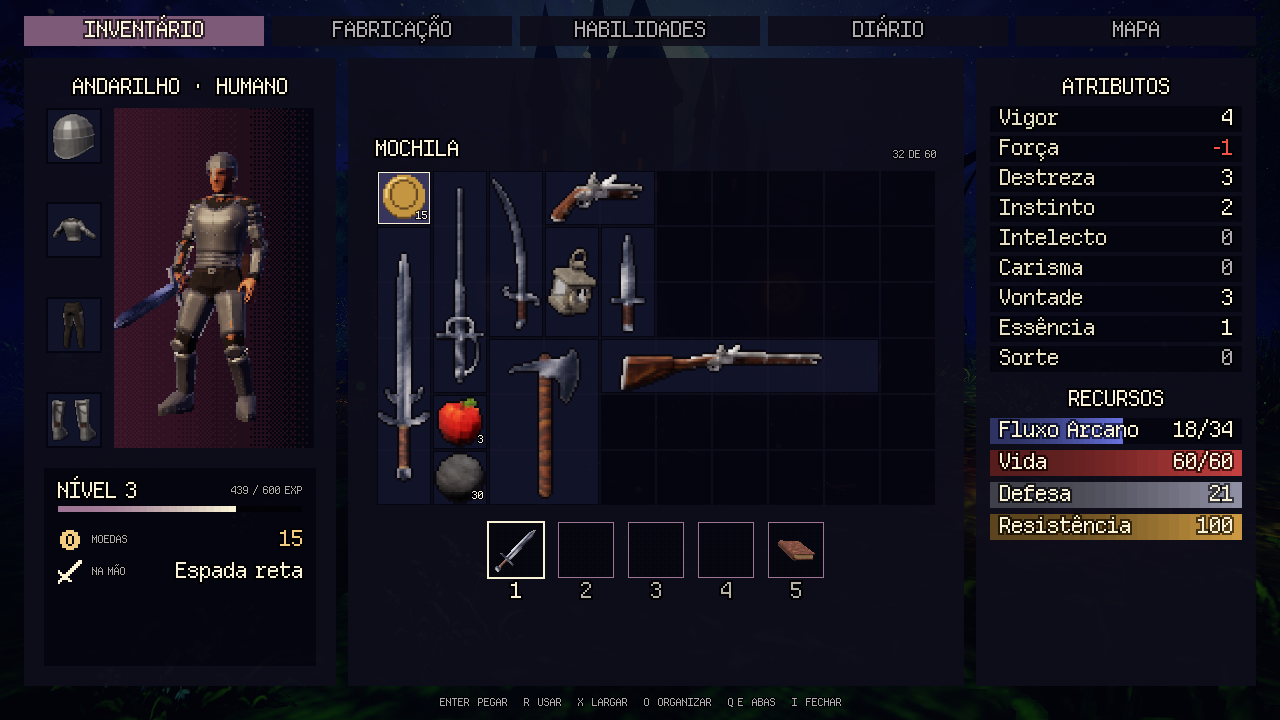 INVENTÁRIO
FABRICAÇÃO
HABILIDADES
DIÁRIO
MAPA
ANDARILHO · HUMANO
MOCHILA
32 DE 60
15
3
30
1
2
3
4
5
NÍVEL 3
439 / 600 EXP
MOEDAS 15
NA MÃO Espada reta
ATRIBUTOS
Vigor 4
Força -1
Destreza 3
Instinto 2
Intelecto 0
Carisma 0
Vontade 3
Essência 1
Sorte 0
RECURSOS
Fluxo Arcano 18/34
Vida 60/60
Defesa 21
Resistência 100
ENTER PEGAR R USAR X LARGAR O ORGANIZAR Q E ABAS I FECHAR